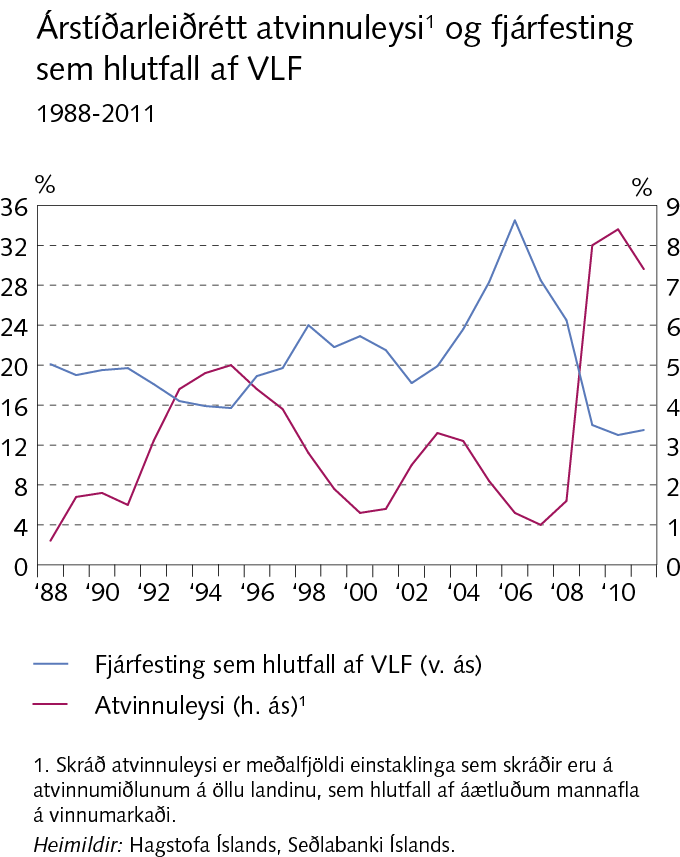 Árstíðarleiðrétt atvinnuleysi¹ og fjárfesting
sem hlutfall af VLF
1988-2011
% %
36 9
32 8
28 7
24 6
20 5
16 4
12 3
8 2
4 1
0 0
‘88 ‘90 ‘92 ‘94 ‘96 ‘98 ‘00 ‘02 ‘04 ‘06 ‘08 ‘10
Fjárfesting sem hlutfall af VLF (v. ás)
Atvinnuleysi (h. ás)¹
1. Skráð atvinnuleysi er meðalfjöldi einstaklinga sem skráðir eru á
atvinnumiðlunum á öllu landinu, sem hlutfall af áætluðum mannafla
á vinnumarkaði.
Heimildir: Hagstofa Íslands, Seðlabanki Íslands.